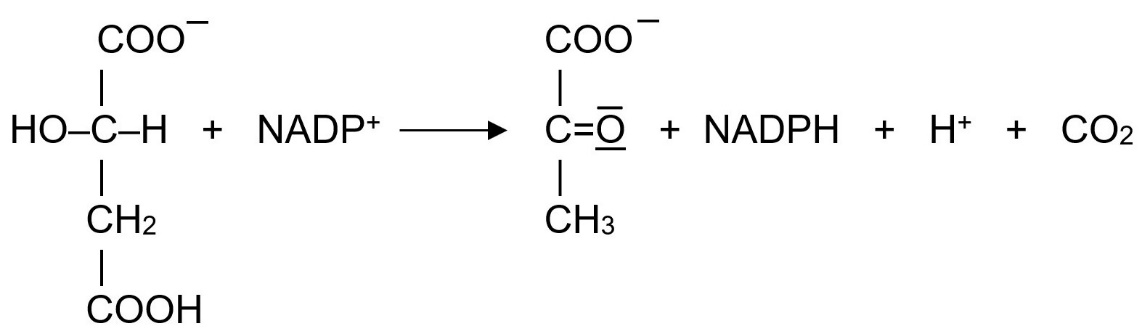 COO⁻ COO⁻
HO–C–H + NADP⁺ → C=O + NADPH + H⁺ + CO₂
CH₂ CH₃
COOH